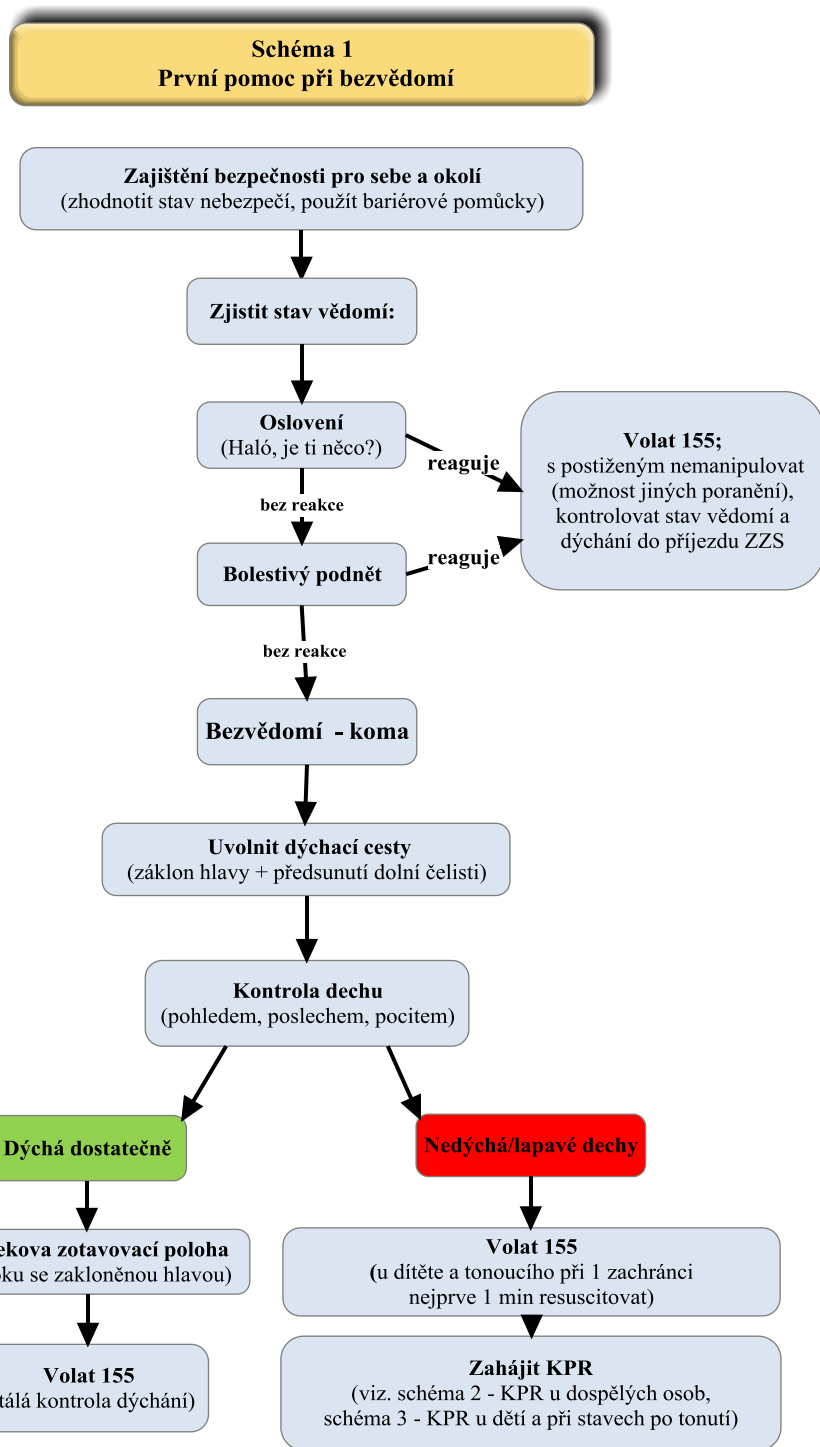 Schéma 1
První pomoc při bezvědomí
Zajištění bezpečnosti pro sebe a okolí
(zhodnotit stav nebezpečí, použít bariérové pomůcky)
Zjistit stav vědomí:
Oslovení
(Haló, je ti něco?)
reaguje
Volat 155;
s postiženým nemanipulovat
(možnost jiných poranění),
kontrolovat stav vědomí a
dýchání do příjezdu ZZS
bez reakce
Bolestivý podnět
reaguje
bez reakce
Bezvědomí - koma
Uvolnit dýchací cesty
(záklon hlavy + předsunutí dolní čelisti)
Kontrola dechu
(pohledem, poslechem, pocitem)
Dýchá dostatečně
zotavovací poloha
se zakloněnou hlavou)
Volat 155
kontrola dýchání)
Nedýchá/lapavé dechy
Volat 155
(u dítěte a tonoucího při 1 zachránci
nejprve 1 min resuscitovat)
Zahájit KPR
(viz. schéma 2 - KPR u dospělých osob,
schéma 3 - KPR u dětí a při stavech po tonutí)